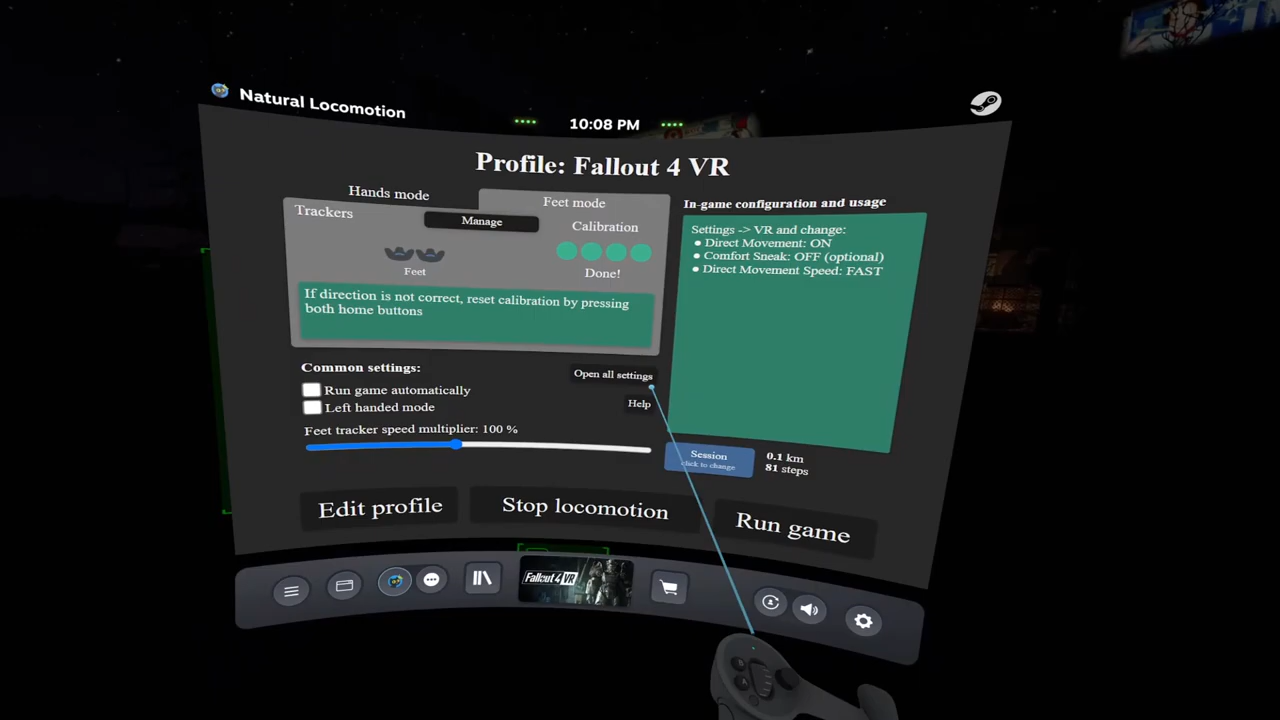 Natural Locomotion
10:08 PM
Profile: Fallout 4 VR
Hands mode
Feet mode
Trackers
Manage
Calibration
Feet
Done!
If direction is not correct, reset calibration by pressing
both home buttons
In-game configuration and usage
Settings -> VR and change:
● Direct Movement: ON
● Comfort Sneak: OFF (optional)
● Direct Movement Speed: FAST
Common settings:
Open all settings
Run game automatically
Left handed mode
Help
Feet tracker speed multiplier: 100 %
Session
click to change
0.1 km
81 steps
Edit profile
Stop locomotion
Run game
Fallout 4 VR